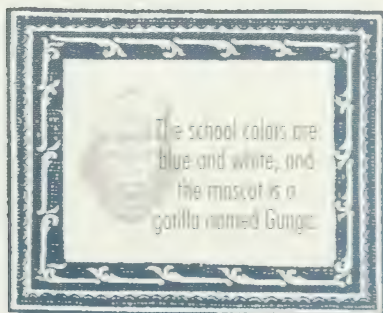 The school colors are
blue and white, and
the mascot is a
gorilla named Gunga.